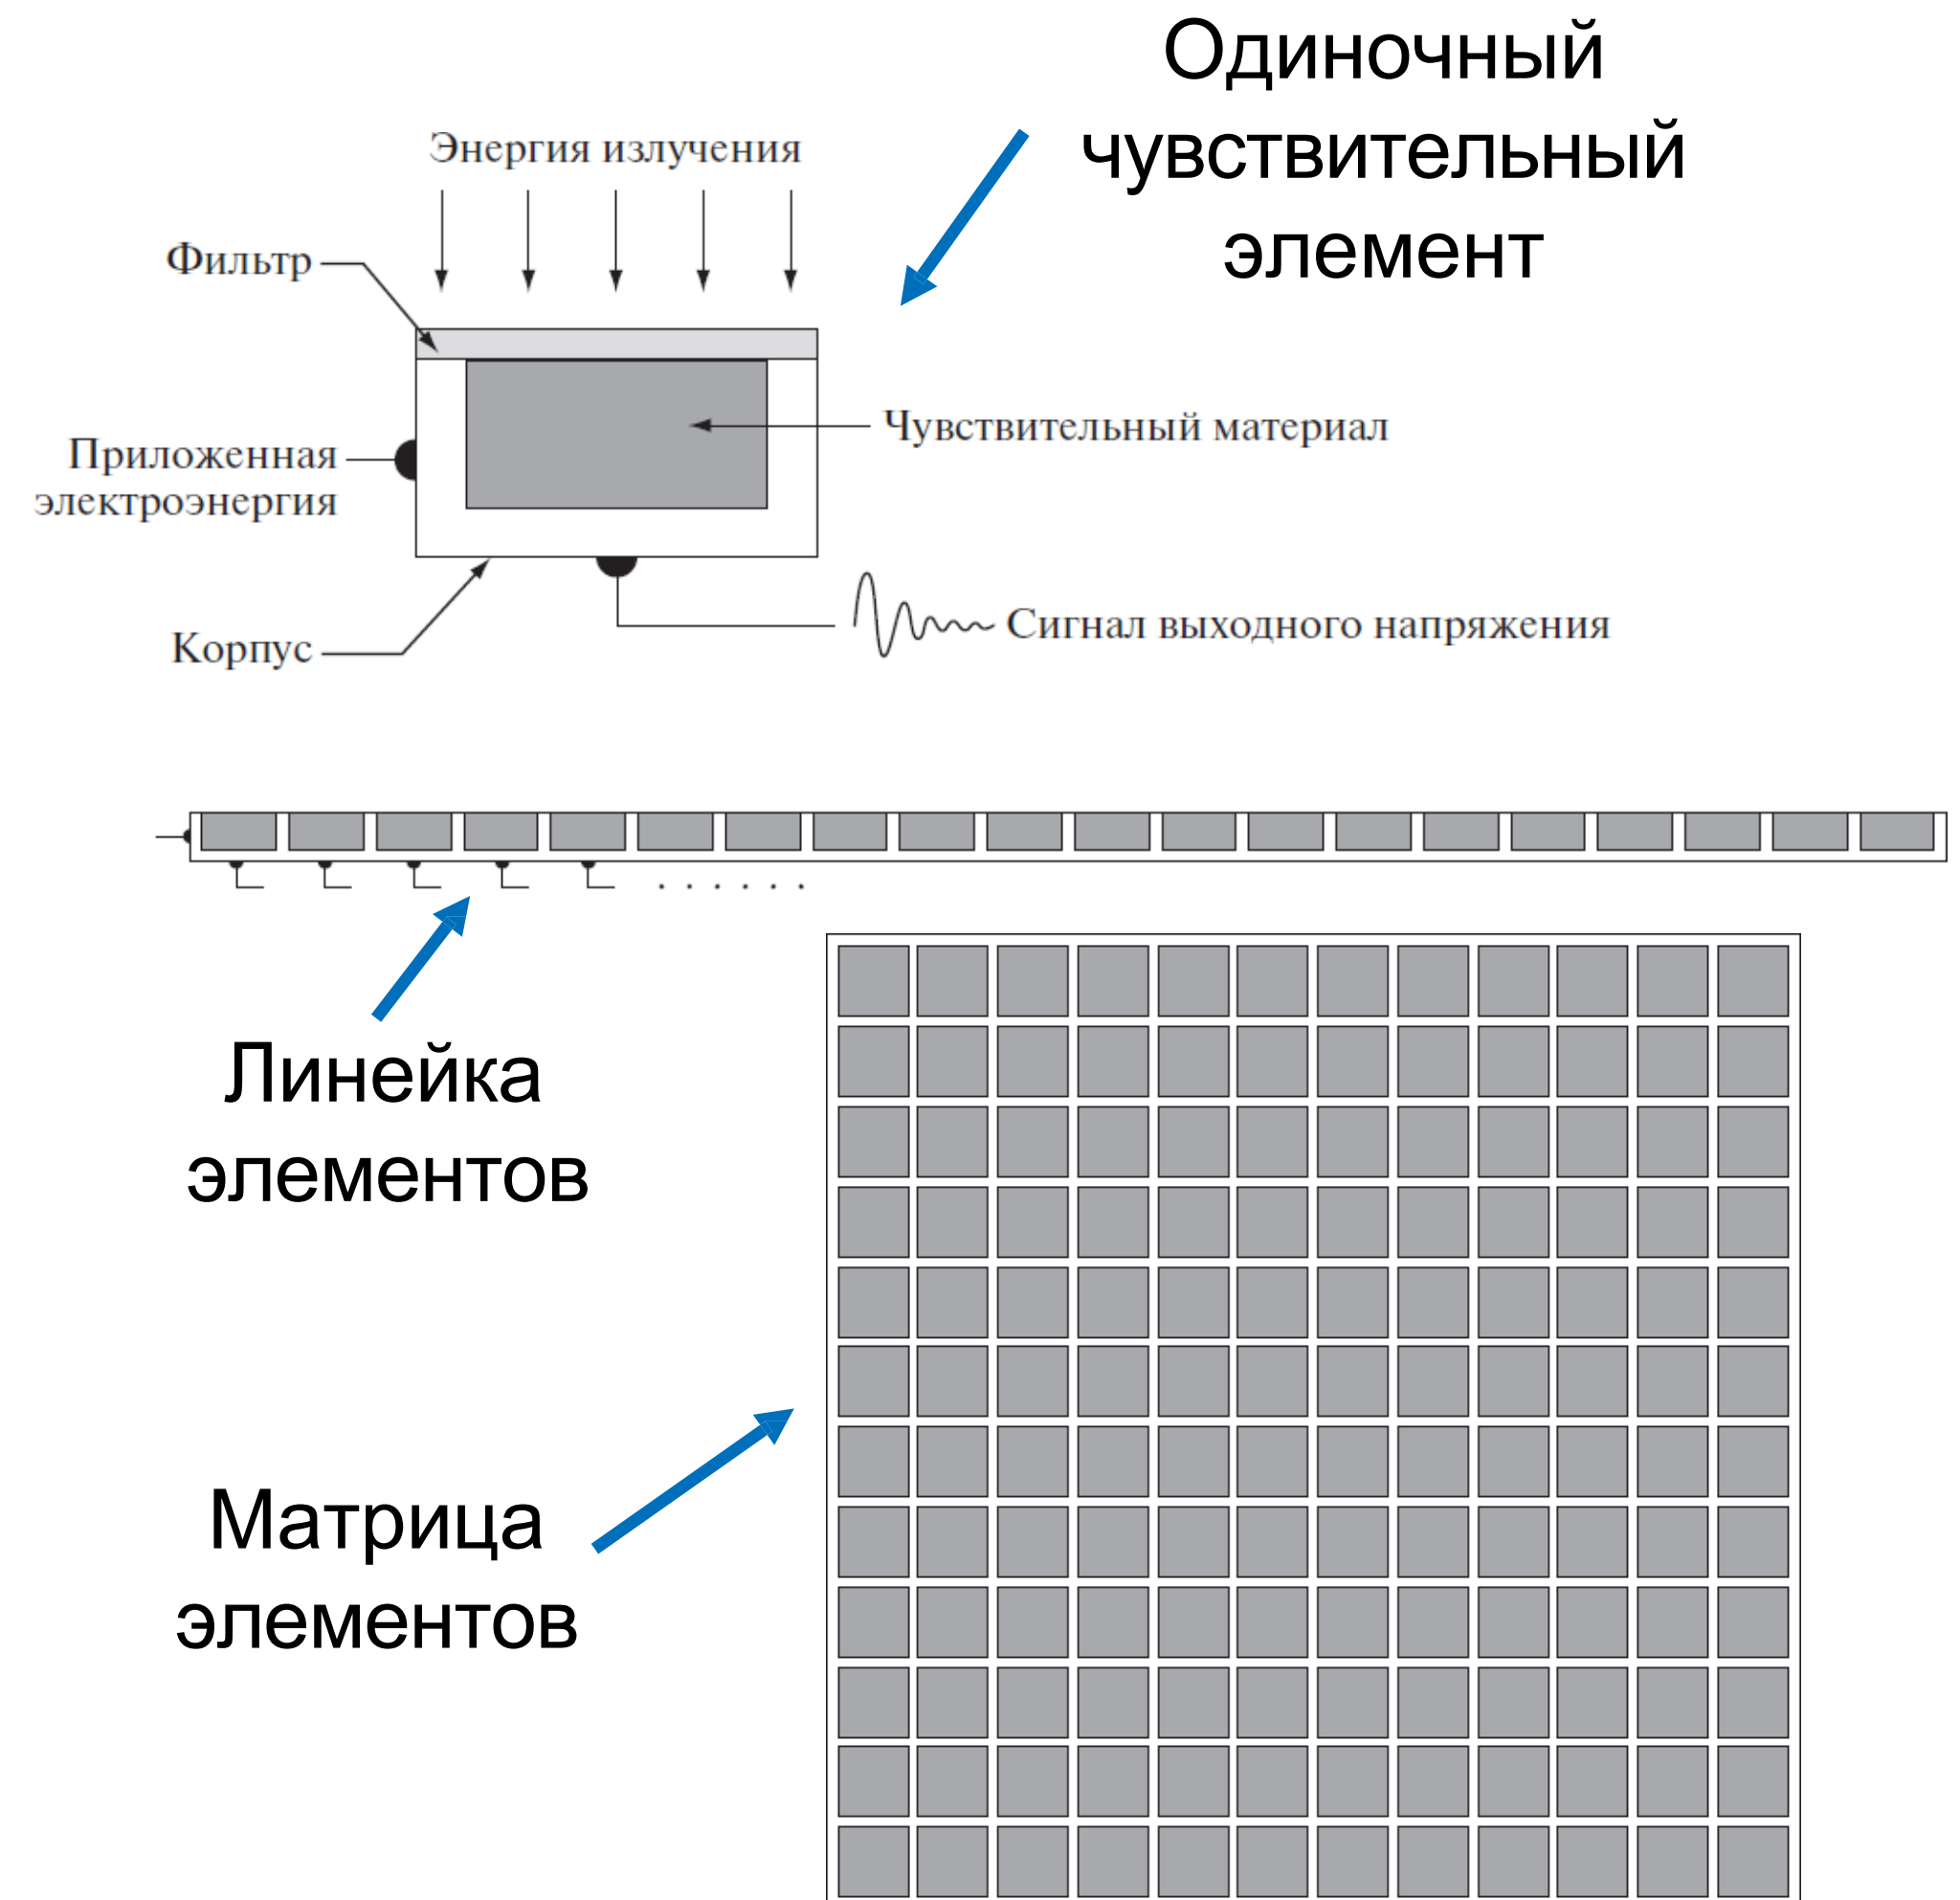 Одиночный
чувствительный
элемент
Энергия излучения
Фильтр
Чувствительный материал
Приложенная
электроэнергия
Корпус
Сигнал выходного напряжения
Линейка
элементов
Матрица
элементов